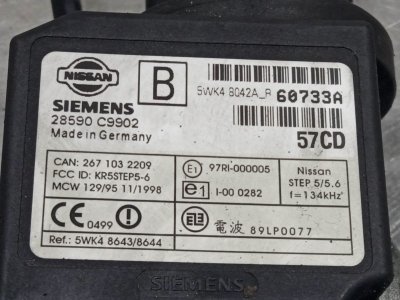 NISSAN
B
5WK4 8042A_R
60733A
SIEMENS
28590 C9902
Made in Germany
57CD
CAN: 267 103 2209
FCC ID: KR5STEP5-6
MCW 129/95 11/1998
E1 97RI-000005
e1 I-00 0282
Nissan
STEP 5/5.6
f=134kHz
CE 0499
電波 89LP0077
Ref.: 5WK4 8643/8644
SIEMENS